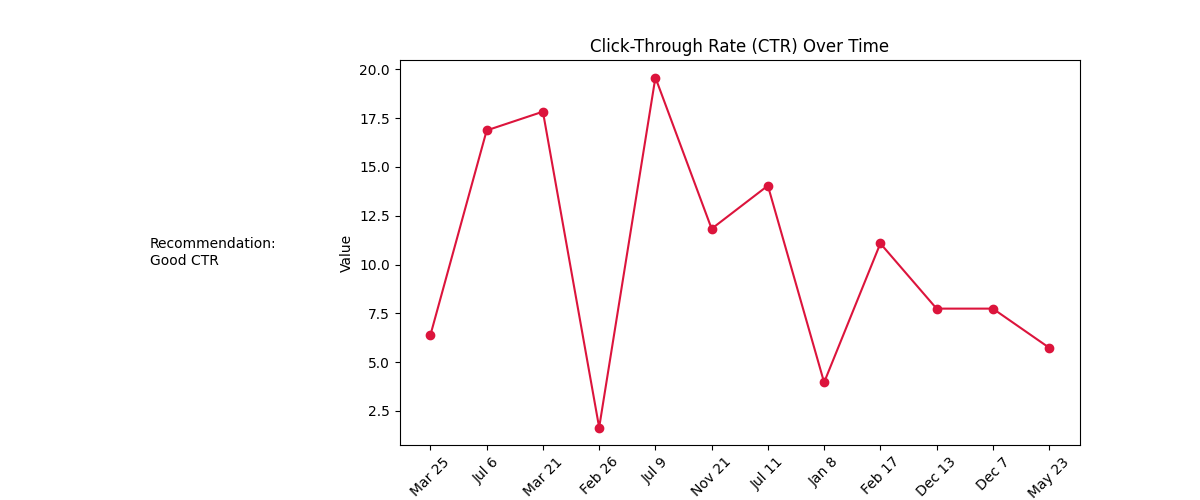 Click-Through Rate (CTR) Over Time
Recommendation:
Good CTR
Value
20.0
17.5
15.0
12.5
10.0
7.5
5.0
2.5
Mar 25
Jul 6
Mar 21
Feb 26
Jul 9
Nov 21
Jul 11
Jan 8
Feb 17
Dec 13
Dec 7
May 23